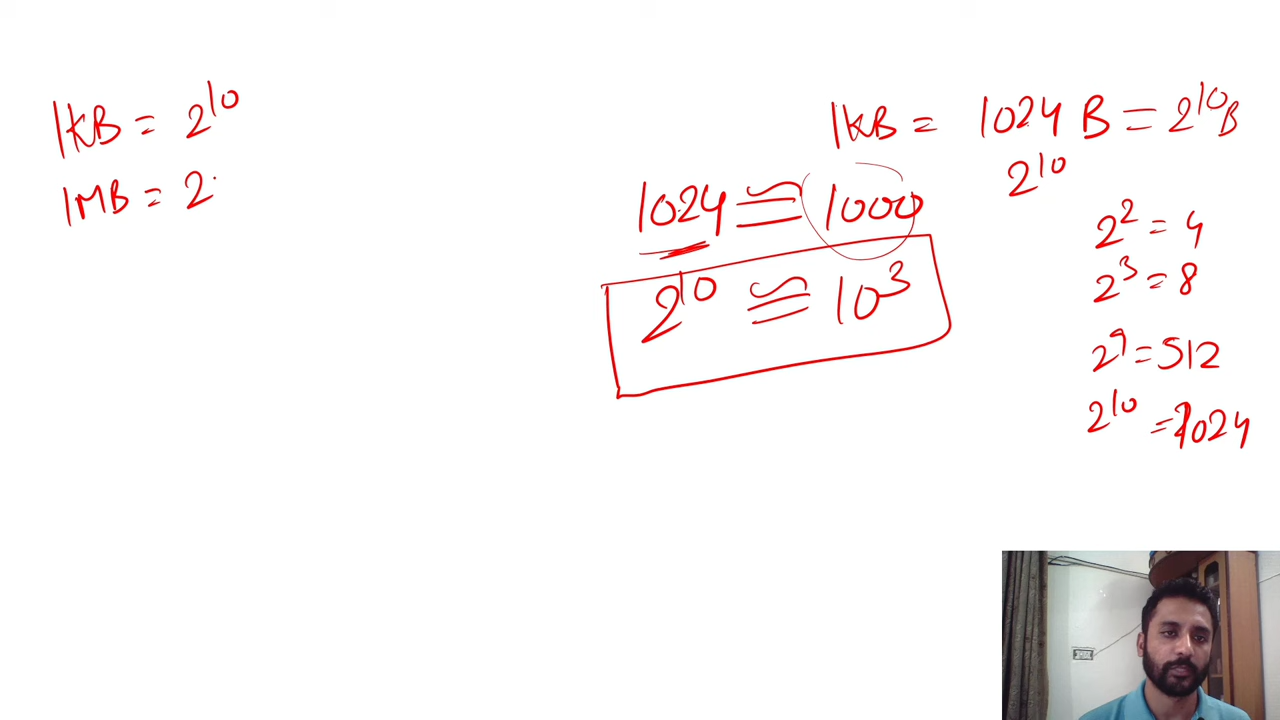 1KB = 2^10
1MB = 2
1KB = 1024 B = 2^10 B
2^10
1024 ≅ 1000
2^10 ≅ 10^3
2^2 = 4
2^3 = 8
2^9 = 512
2^10 = 1024